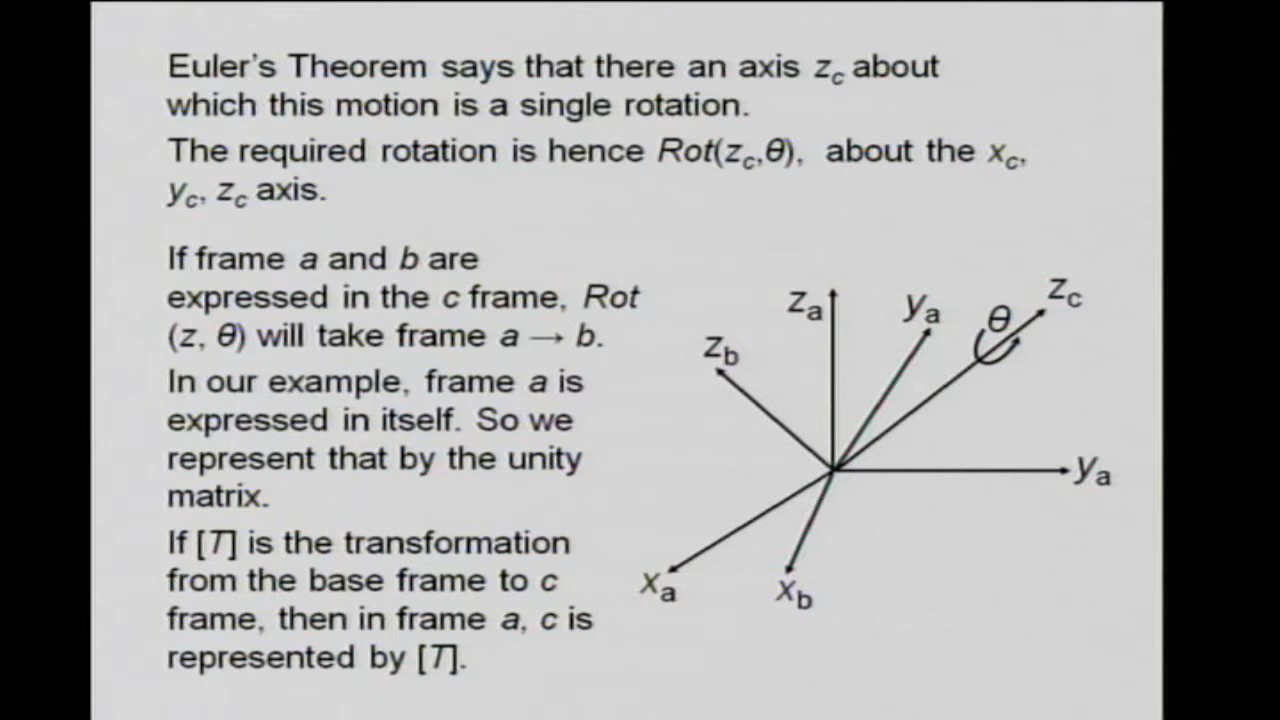 Euler's Theorem says that there an axis zc about
which this motion is a single rotation.
The required rotation is hence Rot(zc,θ), about the xc,
yc, zc axis.
If frame a and b are
expressed in the c frame, Rot
(z, θ) will take frame a → b.
In our example, frame a is
expressed in itself. So we
represent that by the unity
matrix.
If [T] is the transformation
from the base frame to c
frame, then in frame a, c is
represented by [T].
za
ya
θ
zc
zb
ya
xa
xb